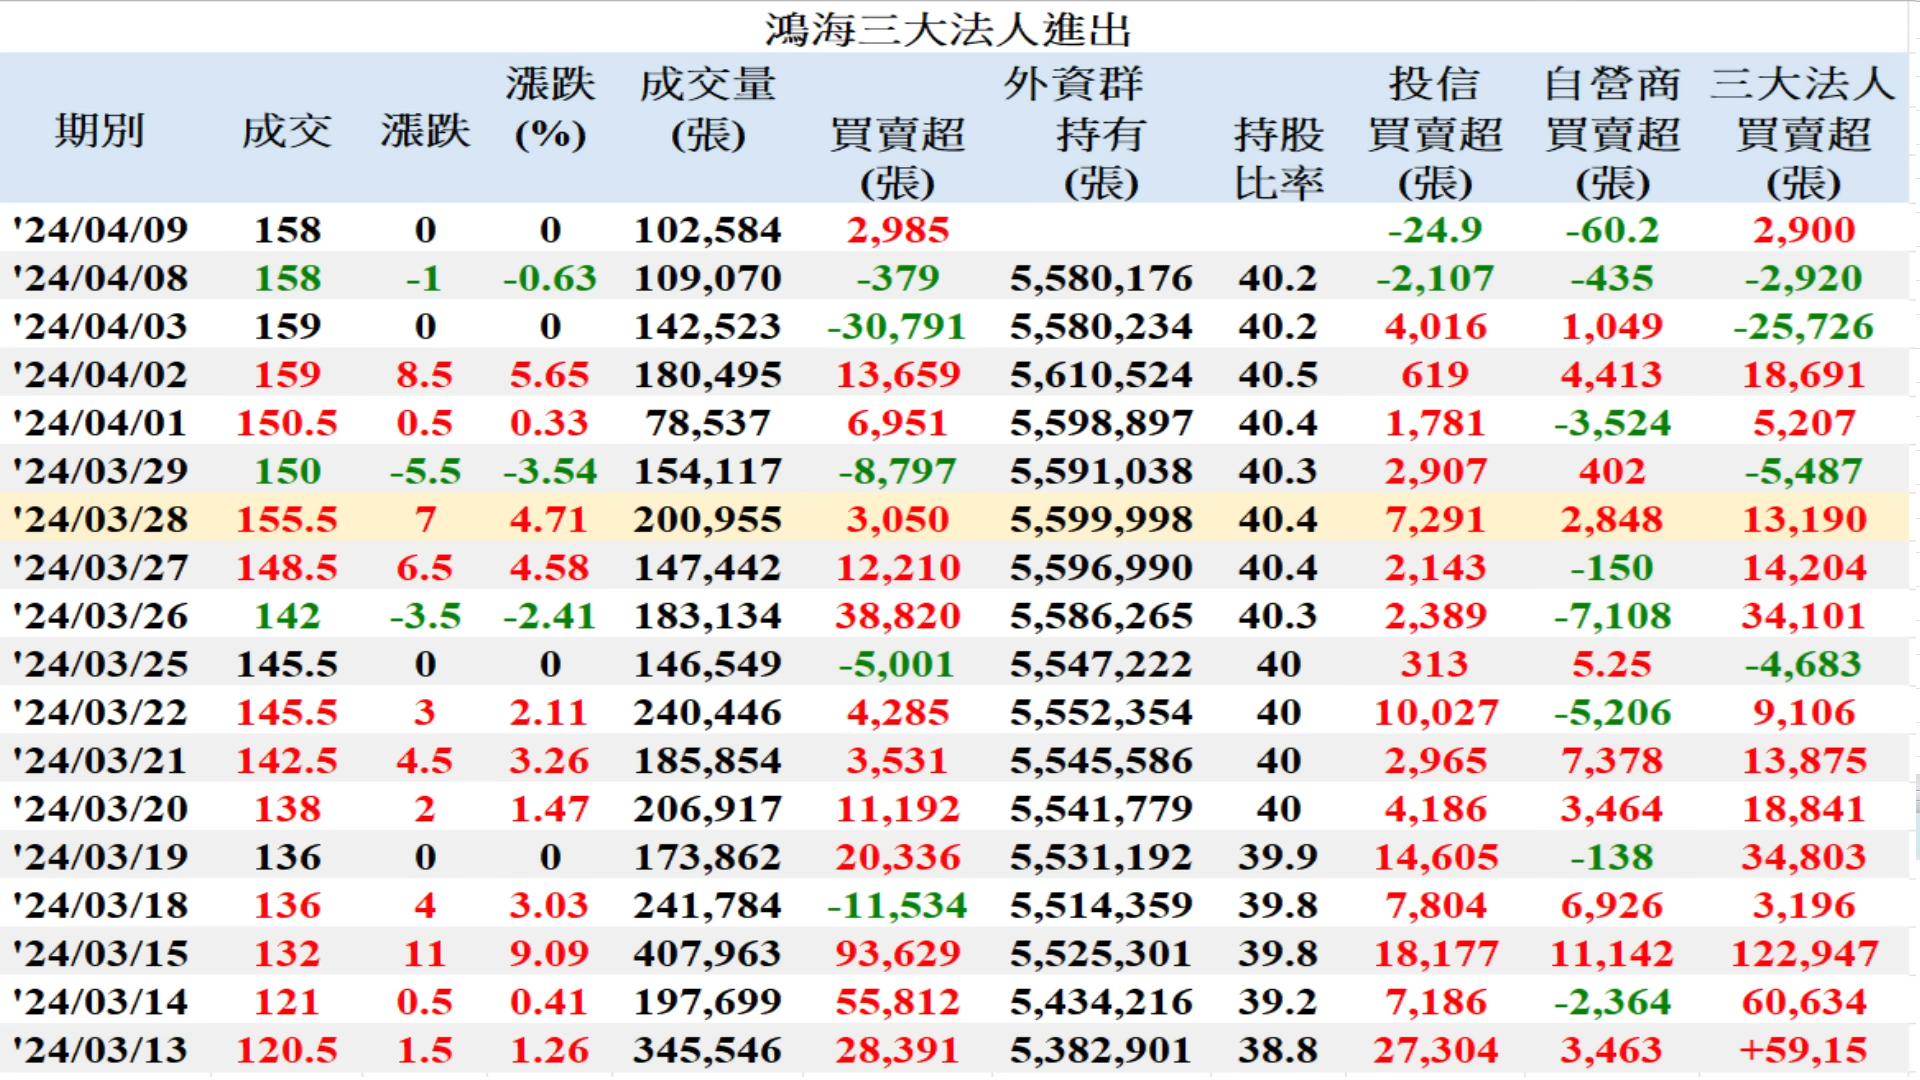 鴻海三大法人進出
期別 成交 漲跌 漲跌(%) 成交量(張) 外資群 買賣超(張) 持有(張) 持股比率 投信買賣超(張) 自營商買賣超(張) 三大法人買賣超(張)
'24/04/09 158 0 0 102,584 2,985 -24.9 -60.2 2,900
'24/04/08 158 -1 -0.63 109,070 -379 5,580,176 40.2 -2,107 -435 -2,920
'24/04/03 159 0 0 142,523 -30,791 5,580,234 40.2 4,016 1,049 -25,726
'24/04/02 159 8.5 5.65 180,495 13,659 5,610,524 40.5 619 4,413 18,691
'24/04/01 150.5 0.5 0.33 78,537 6,951 5,598,897 40.4 1,781 -3,524 5,207
'24/03/29 150 -5.5 -3.54 154,117 -8,797 5,591,038 40.3 2,907 402 -5,487
'24/03/28 155.5 7 4.71 200,955 3,050 5,599,998 40.4 7,291 2,848 13,190
'24/03/27 148.5 6.5 4.58 147,442 12,210 5,596,990 40.4 2,143 -150 14,204
'24/03/26 142 -3.5 -2.41 183,134 38,820 5,586,265 40.3 2,389 -7,108 34,101
'24/03/25 145.5 0 0 146,549 -5,001 5,547,222 40 313 5.25 -4,683
'24/03/22 145.5 3 2.11 240,446 4,285 5,552,354 40 10,027 -5,206 9,106
'24/03/21 142.5 4.5 3.26 185,854 3,531 5,545,586 40 2,965 7,378 13,875
'24/03/20 138 2 1.47 206,917 11,192 5,541,779 40 4,186 3,464 18,841
'24/03/19 136 0 0 173,862 20,336 5,531,192 39.9 14,605 -138 34,803
'24/03/18 136 4 3.03 241,784 -11,534 5,514,359 39.8 7,804 6,926 3,196
'24/03/15 132 11 9.09 407,963 93,629 5,525,301 39.8 18,177 11,142 122,947
'24/03/14 121 0.5 0.41 197,699 55,812 5,434,216 39.2 7,186 -2,364 60,634
'24/03/13 120.5 1.5 1.26 345,546 28,391 5,382,901 38.8 27,304 3,463 +59,15